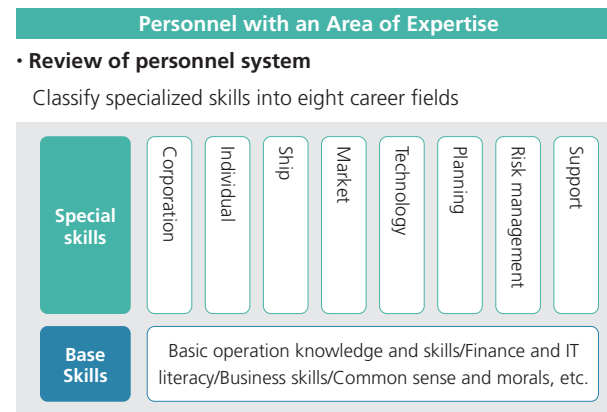 Personnel with an Area of Expertise
・Review of personnel system
Classify specialized skills into eight career fields
Special
skills
Corporation
Individual
Ship
Market
Technology
Planning
Risk management
Support
Base
Skills
Basic operation knowledge and skills/Finance and IT
literacy/Business skills/Common sense and morals, etc.